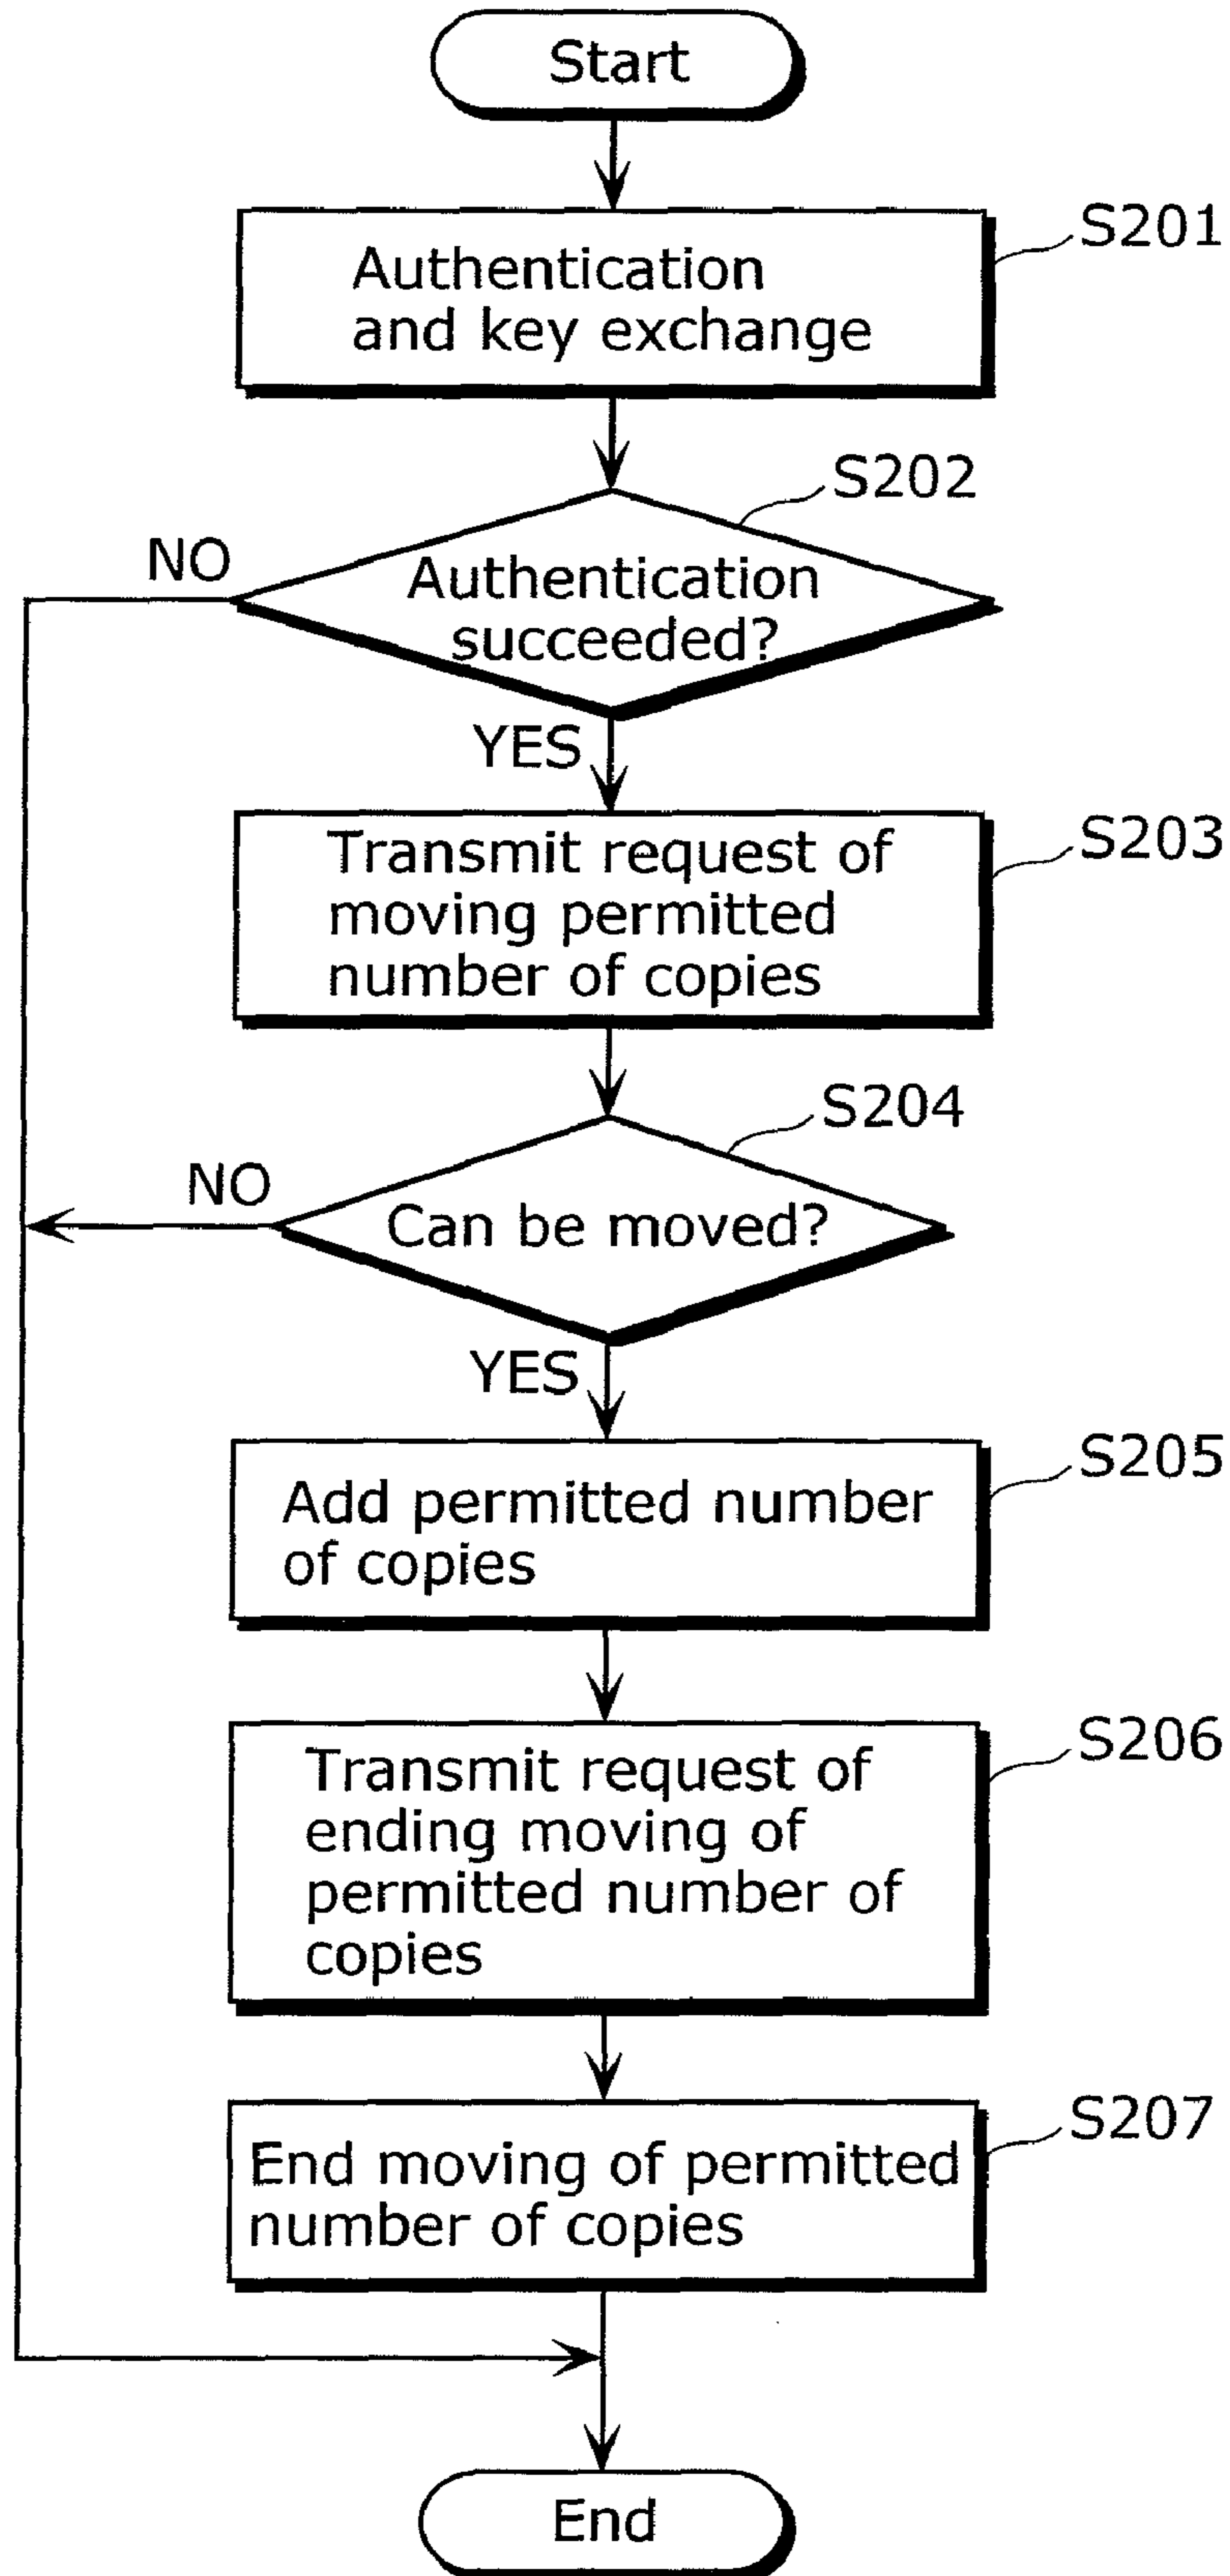 Start
Authentication
and key exchange
S201
S202
NO
Authentication
succeeded?
YES
Transmit request of
moving permitted
number of copies
S203
S204
NO
Can be moved?
YES
Add permitted number
of copies
S205
Transmit request of
ending moving of
permitted number of
copies
S206
End moving of permitted
number of copies
S207
End